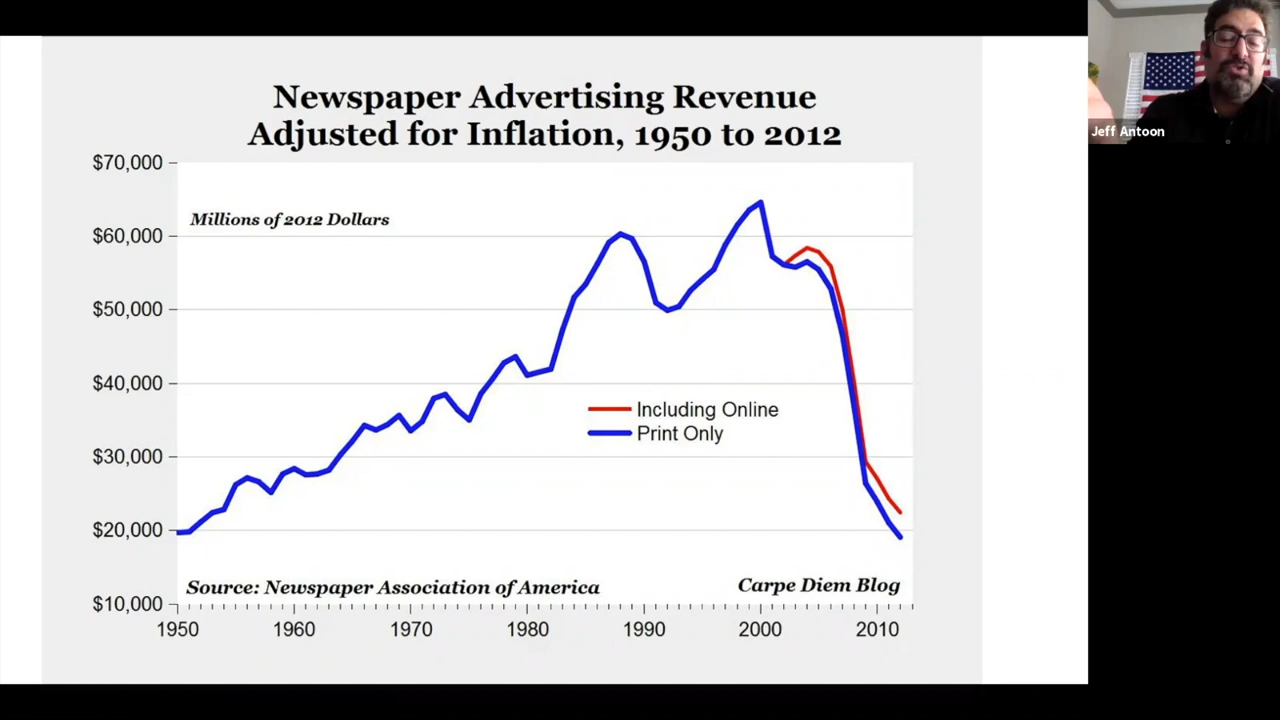 Newspaper Advertising Revenue
Adjusted for Inflation, 1950 to 2012
$70,000
Millions of 2012 Dollars
$60,000
$50,000
$40,000
Including Online
Print Only
$30,000
$20,000
Source: Newspaper Association of America
Carpe Diem Blog
$10,000
1950 1960 1970 1980 1990 2000 2010
Jeff Antoon